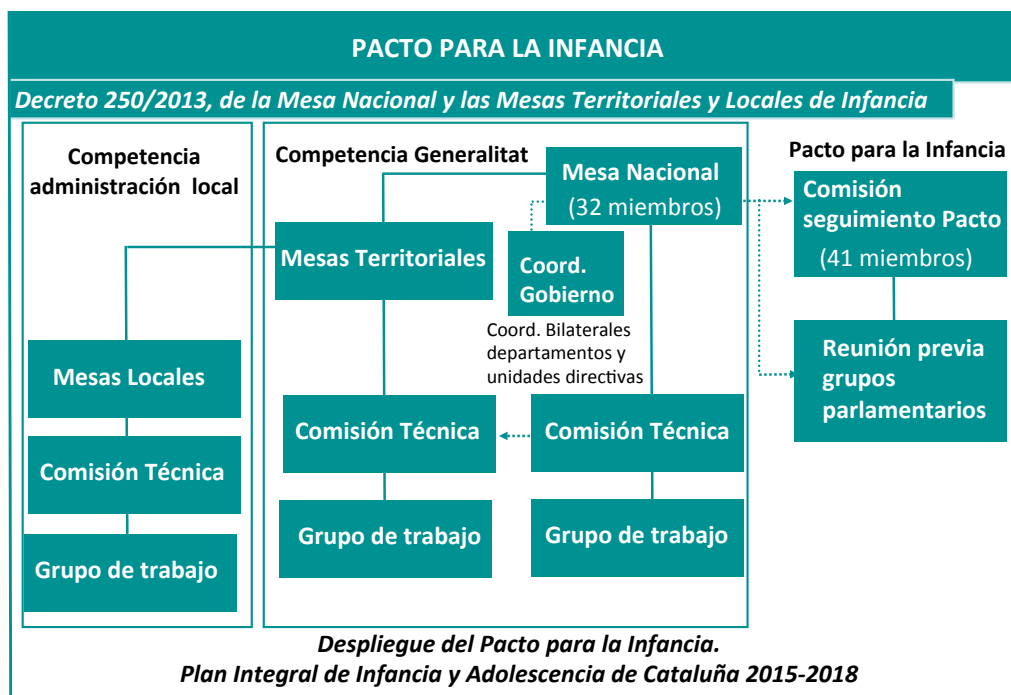 PACTO PARA LA INFANCIA
Decreto 250/2013, de la Mesa Nacional y las Mesas Territoriales y Locales de Infancia
Competencia
administración local
Mesas Locales
Comisión Técnica
Grupo de trabajo
Competencia Generalitat
Mesa Nacional
(32 miembros)
Mesas Territoriales
Coord.
Gobierno
Coord. Bilaterales
departamentos y
unidades directivas
Comisión Técnica
Comisión Técnica
Grupo de trabajo
Grupo de trabajo
Pacto para la Infancia
Comisión
seguimiento Pacto
(41 miembros)
Reunión previa
grupos
parlamentarios
Despliegue del Pacto para la Infancia.
Plan Integral de Infancia y Adolescencia de Cataluña 2015-2018